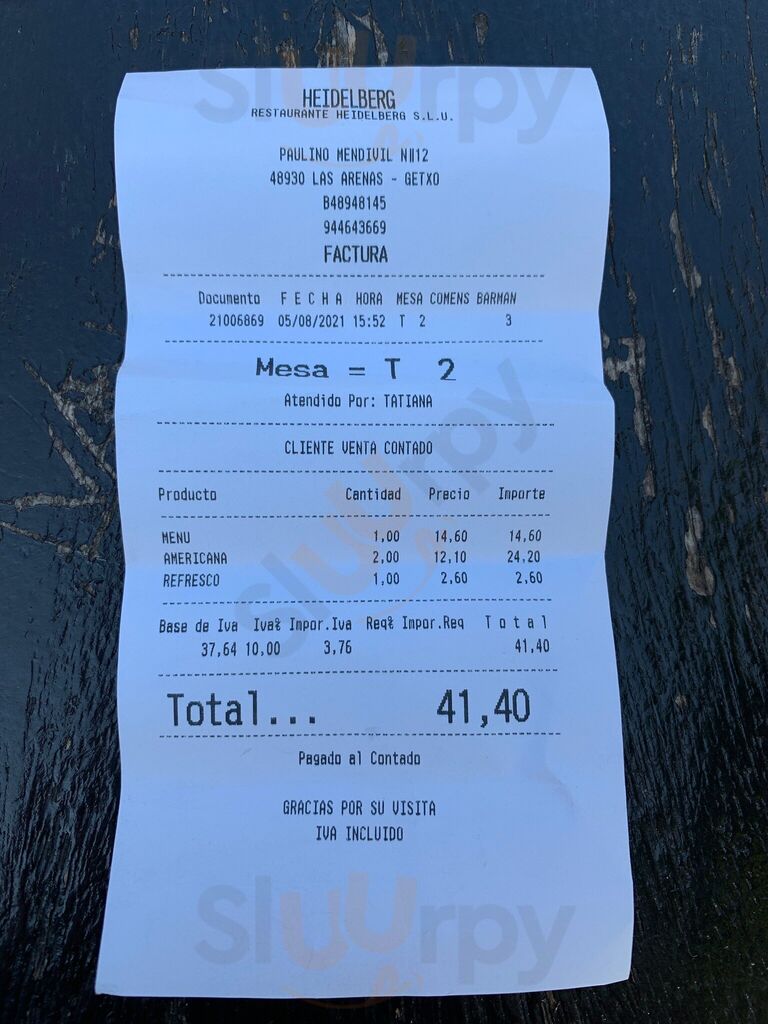 HEIDELBERG
RESTAURANTE HEIDELBERG S.L.U.
PAULINO MENDIVIL Nº12
48930 LAS ARENAS - GETXO
B48948145
944643669
FACTURA
Documento F E C H A HORA MESA COMENS BARMAN
21006869 05/08/2021 15:52 T 2 3
Mesa = T 2
Atendido Por: TATIANA
CLIENTE VENTA CONTADO
Producto Cantidad Precio Importe
MENU 1,00 14,60 14,60
AMERICANA 2,00 12,10 24,20
REFRESCO 1,00 2,60 2,60
Base de Iva Iva% Impor.Iva Req% Impor.Req T o t a l
37,64 10,00 3,76 41,40
Total... 41,40
Pagado al Contado
GRACIAS POR SU VISITA
IVA INCLUIDO
Slurrpy
Slurrpy
Slurrpy